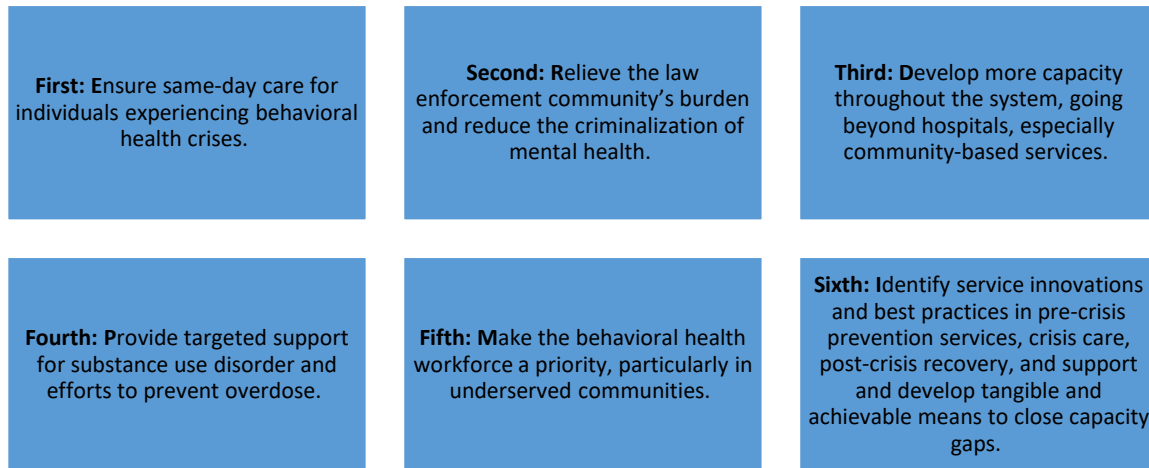 First: Ensure same-day care for
individuals experiencing behavioral
health crises.
Second: Relieve the law
enforcement community’s burden
and reduce the criminalization of
mental health.
Third: Develop more capacity
throughout the system, going
beyond hospitals, especially
community-based services.
Fourth: Provide targeted support
for substance use disorder and
efforts to prevent overdose.
Fifth: Make the behavioral health
workforce a priority, particularly in
underserved communities.
Sixth: Identify service innovations
and best practices in pre-crisis
prevention services, crisis care,
post-crisis recovery, and support
and develop tangible and
achievable means to close capacity
gaps.